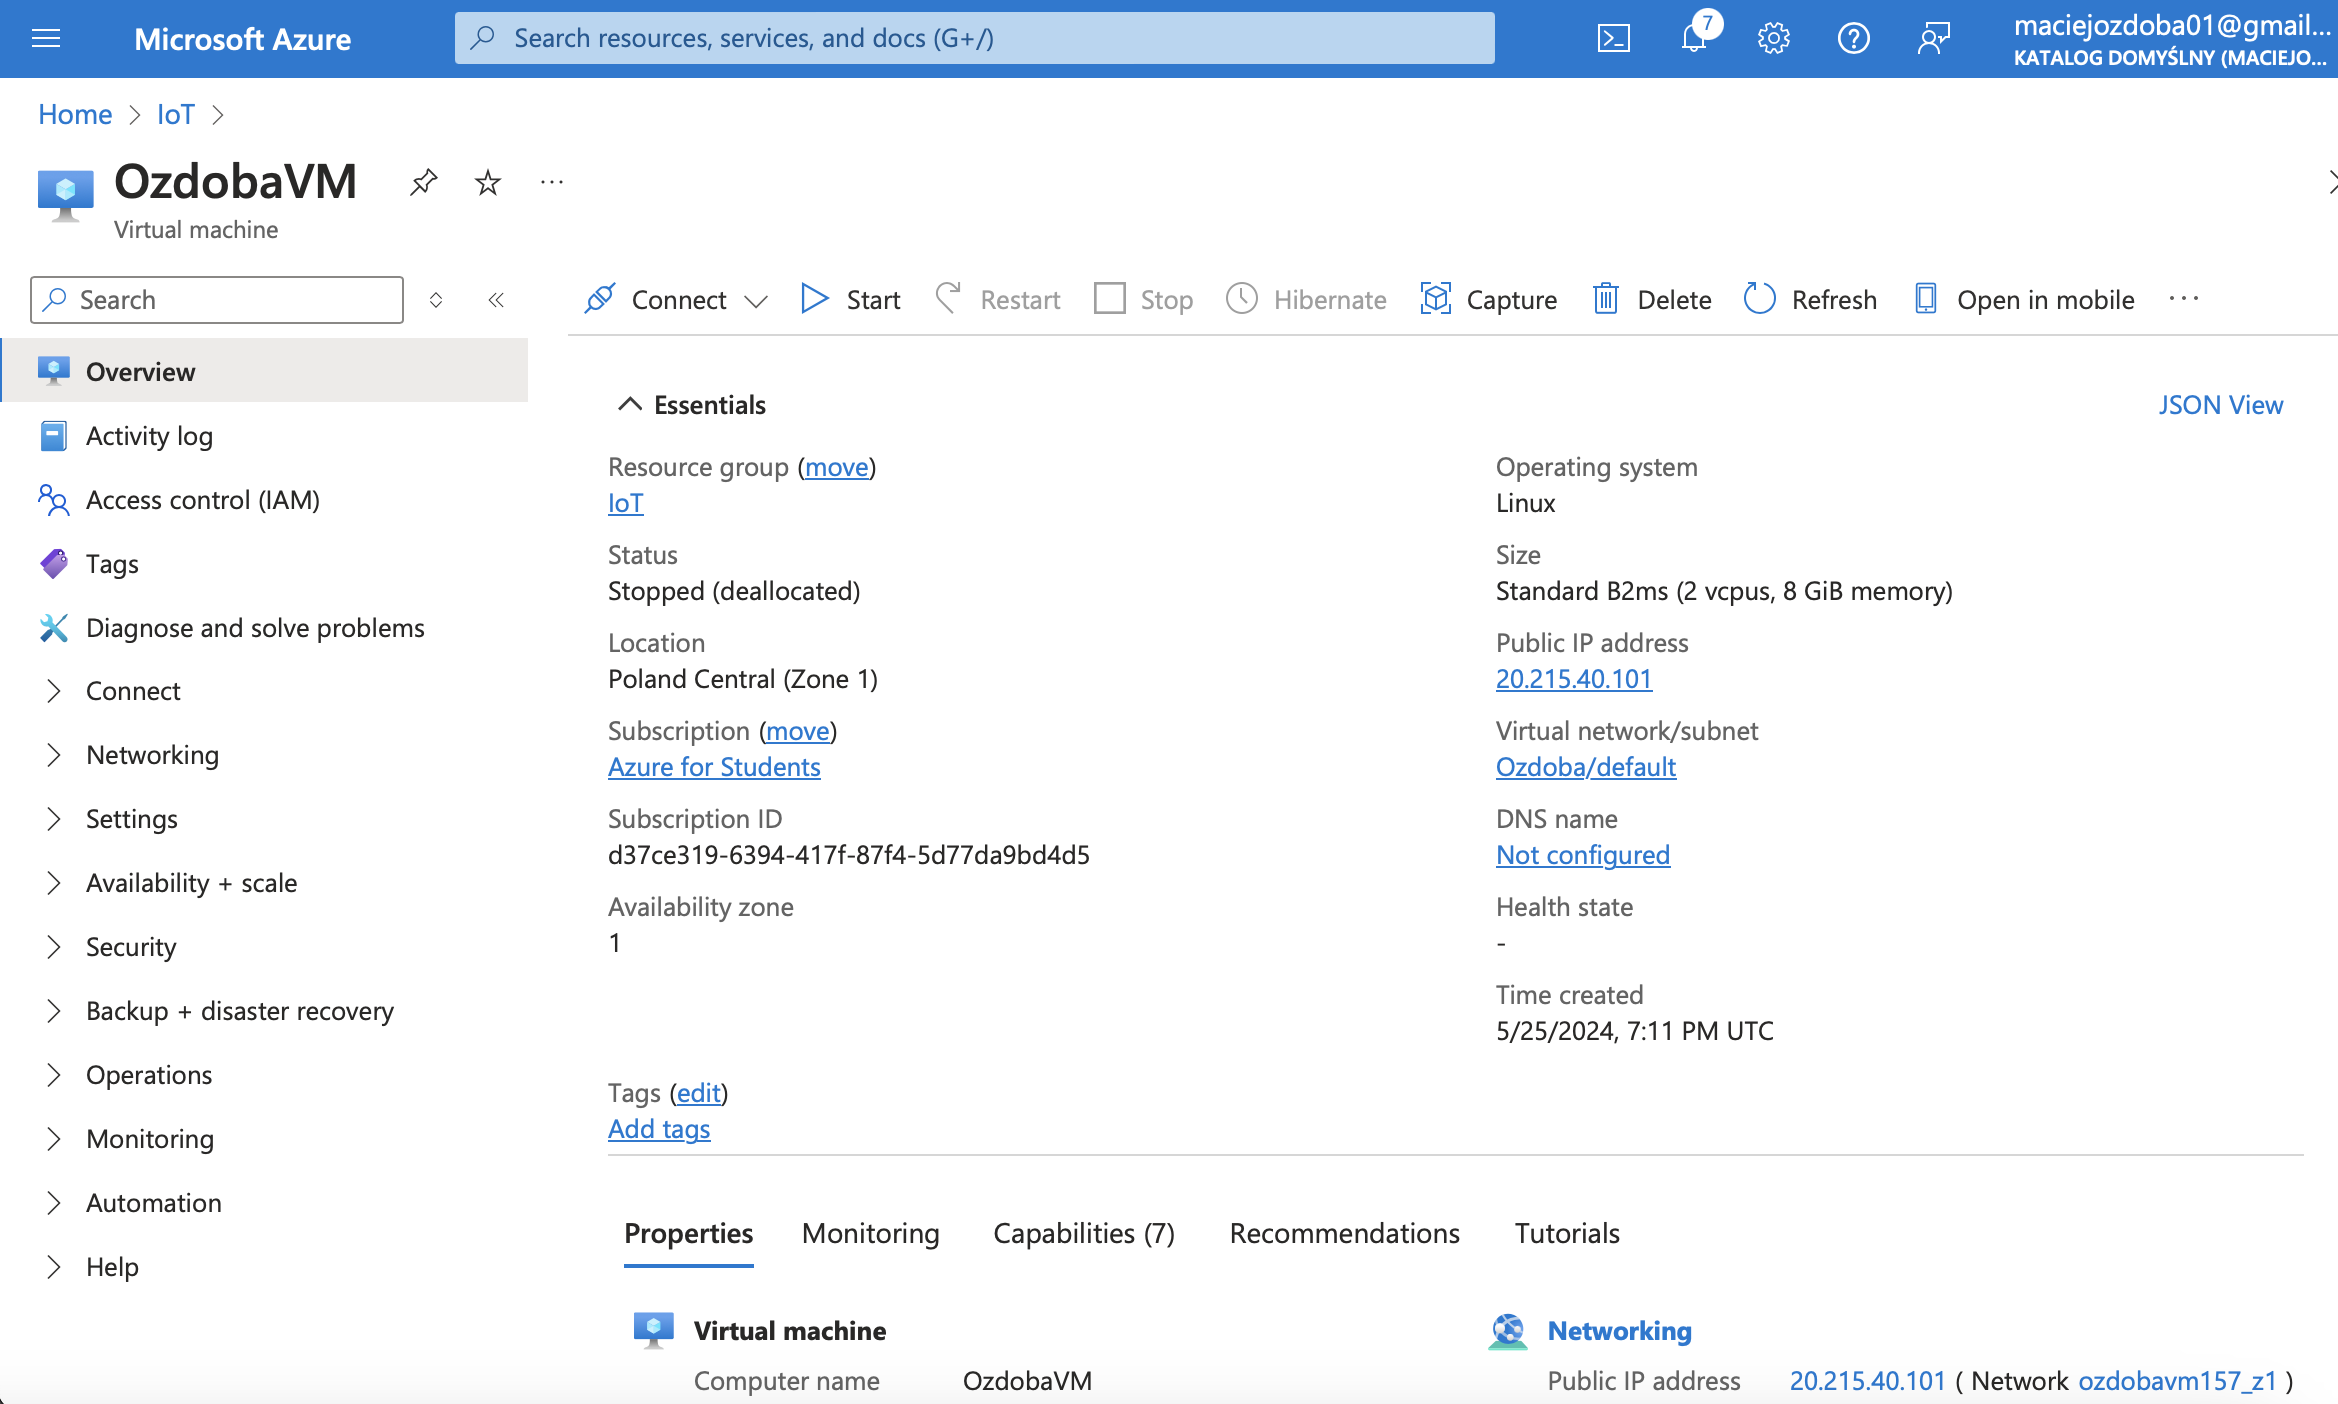 Microsoft Azure
Search resources, services, and docs (G+/)
7
maciejozdoba01@gmail...
KATALOG DOMYŚLNY (MACIEJO...
Home > IoT >
OzdobaVM
Virtual machine
Search
Connect Start Restart Stop Hibernate Capture Delete Refresh Open in mobile ...
Overview
Activity log
Access control (IAM)
Tags
Diagnose and solve problems
Connect
Networking
Settings
Availability + scale
Security
Backup + disaster recovery
Operations
Monitoring
Automation
Help
Essentials
JSON View
Resource group (move)
IoT
Status
Stopped (deallocated)
Location
Poland Central (Zone 1)
Subscription (move)
Azure for Students
Subscription ID
d37ce319-6394-417f-87f4-5d77da9bd4d5
Availability zone
1
Operating system
Linux
Size
Standard B2ms (2 vcpus, 8 GiB memory)
Public IP address
20.215.40.101
Virtual network/subnet
Ozdoba/default
DNS name
Not configured
Health state
-
Time created
5/25/2024, 7:11 PM UTC
Tags (edit)
Add tags
Properties Monitoring Capabilities (7) Recommendations Tutorials
Virtual machine
Computer name OzdobaVM
Networking
Public IP address 20.215.40.101 ( Network ozdobavm157_z1 )